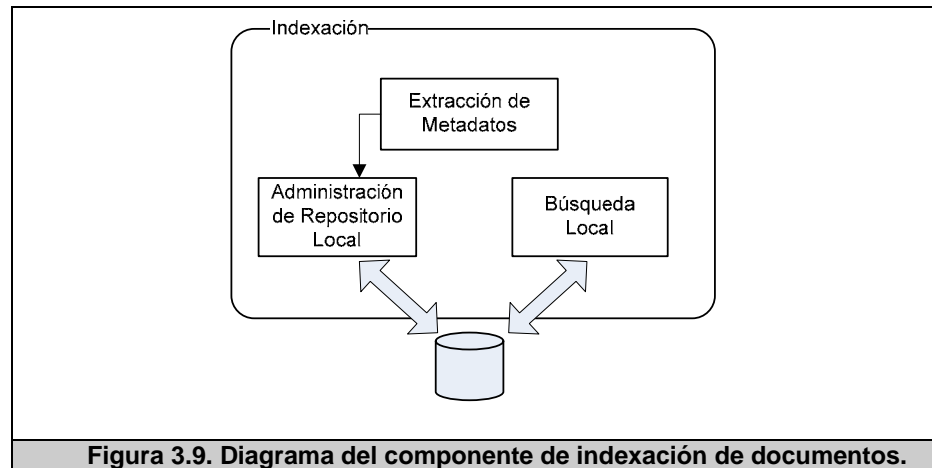 Indexación
Extracción de
Metadatos
Administración
de Repositorio
Local
Búsqueda
Local
Figura 3.9. Diagrama del componente de indexación de documentos.